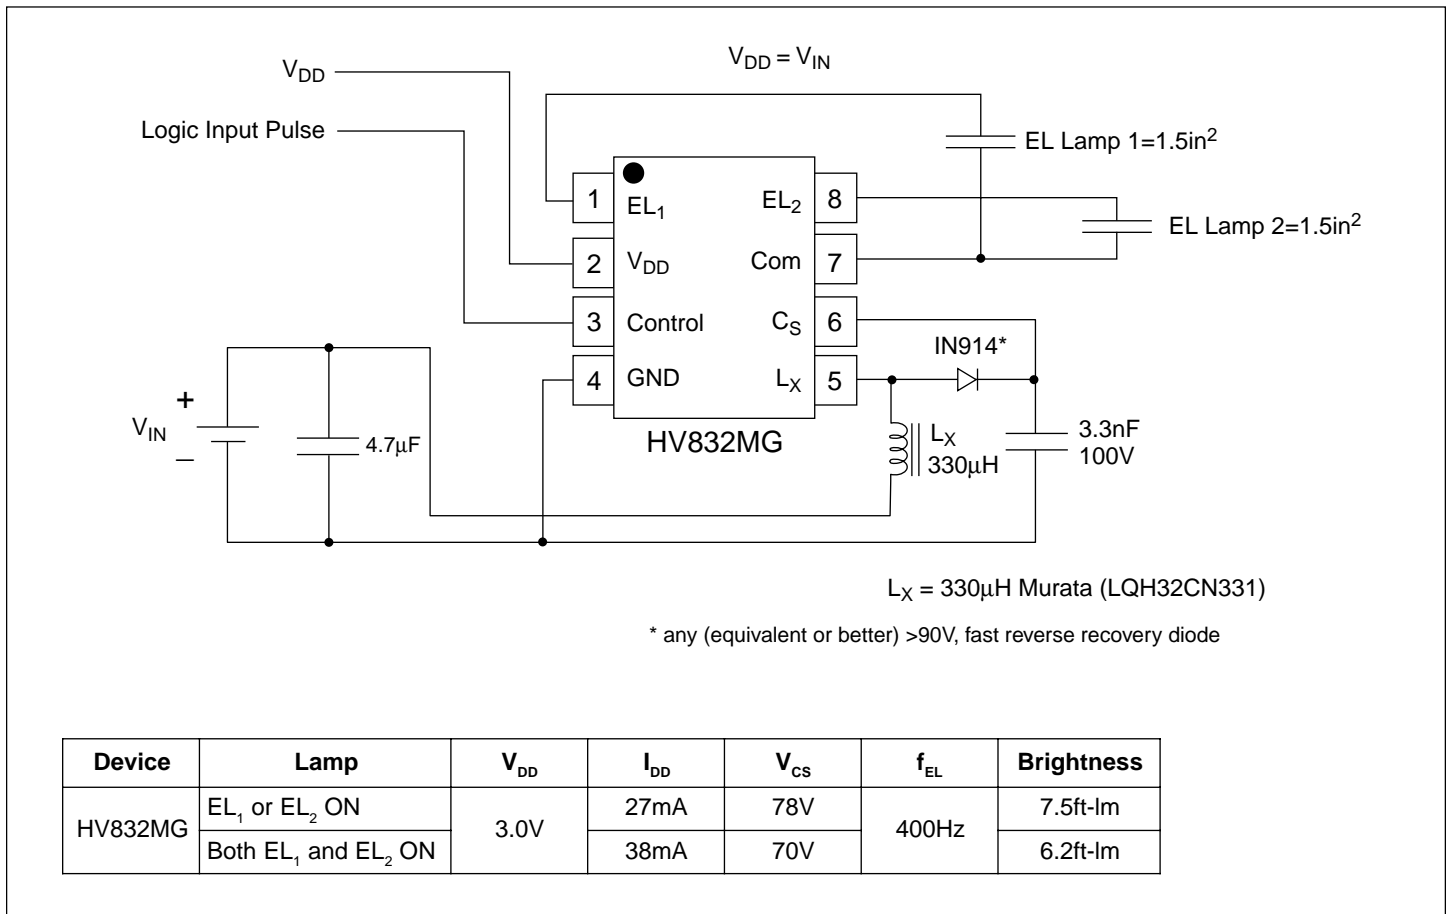 V_DD
V_DD = V_IN
Logic Input Pulse
EL Lamp 1=1.5in²
1
EL₁
EL₂
8
EL Lamp 2=1.5in²
2
V_DD
Com
7
3
Control
C_S
6
IN914*
4
GND
L_X
5
+
V_IN
–
4.7µF
HV832MG
L_X
330µH
3.3nF
100V
L_X = 330µH Murata (LQH32CN331)
* any (equivalent or better) >90V, fast reverse recovery diode
Device Lamp V_DD I_DD V_CS f_EL Brightness
HV832MG EL₁ or EL₂ ON 3.0V 27mA 78V 400Hz 7.5ft-lm
Both EL₁ and EL₂ ON 38mA 70V 6.2ft-lm